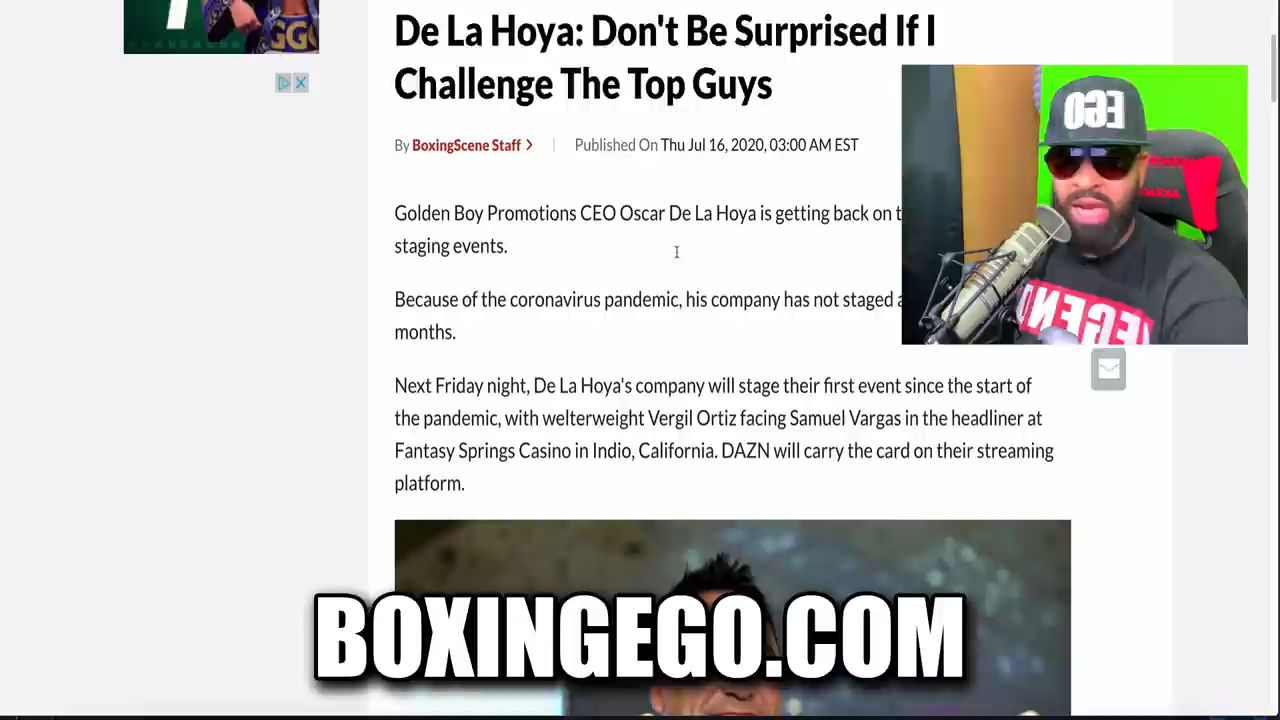 GGG
De La Hoya: Don't Be Surprised If I
Challenge The Top Guys
By BoxingScene Staff > | Published On Thu Jul 16, 2020, 03:00 AM EST
EGO
LEGEND
Golden Boy Promotions CEO Oscar De La Hoya is getting back on
staging events.
Because of the coronavirus pandemic, his company has not staged
months.
Next Friday night, De La Hoya's company will stage their first event since the start of
the pandemic, with welterweight Vergil Ortiz facing Samuel Vargas in the headliner at
Fantasy Springs Casino in Indio, California. DAZN will carry the card on their streaming
platform.
BOXINGEGO.COM